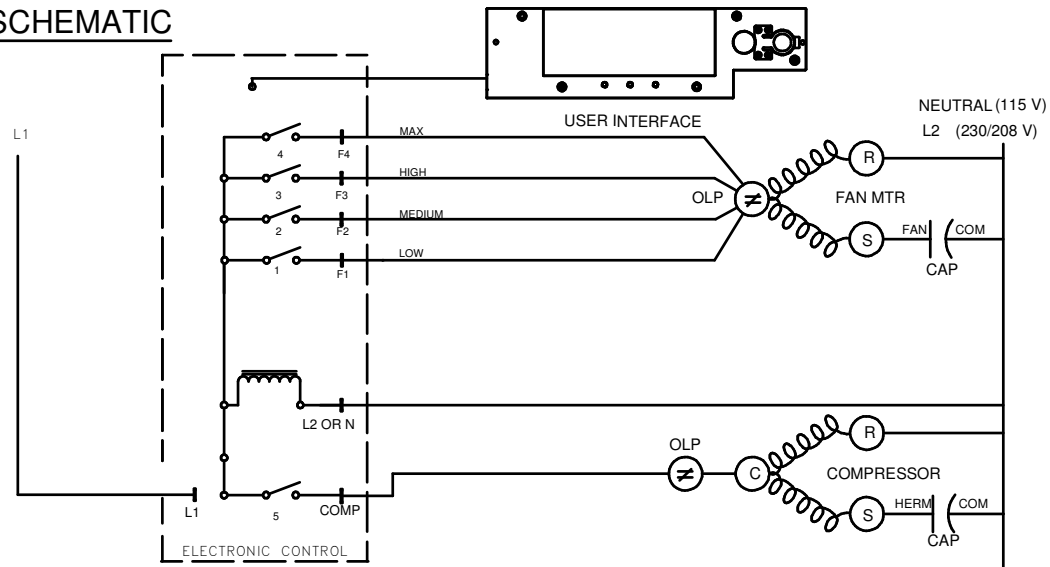 SCHEMATIC
USER INTERFACE
NEUTRAL (115 V)
L2 (230/208 V)
L1
4
F4
MAX
3
F3
HIGH
2
F2
MEDIUM
1
F1
LOW
OLP
R
FAN MTR
S
FAN
COM
CAP
L2 OR N
OLP
C
R
COMPRESSOR
S
HERM
COM
CAP
L1
5
COMP
ELECTRONIC CONTROL